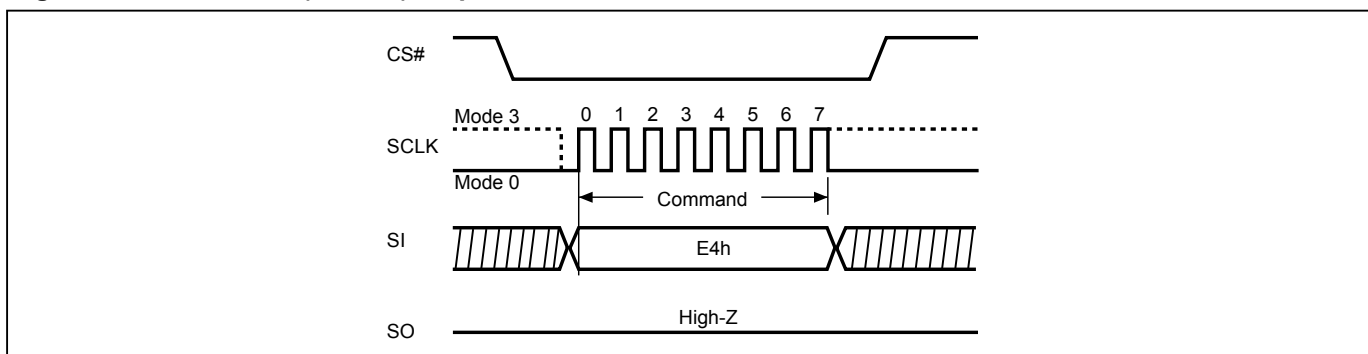 CS#
Mode 3
0 1 2 3 4 5 6 7
SCLK
Mode 0
Command
SI
E4h
High-Z
SO